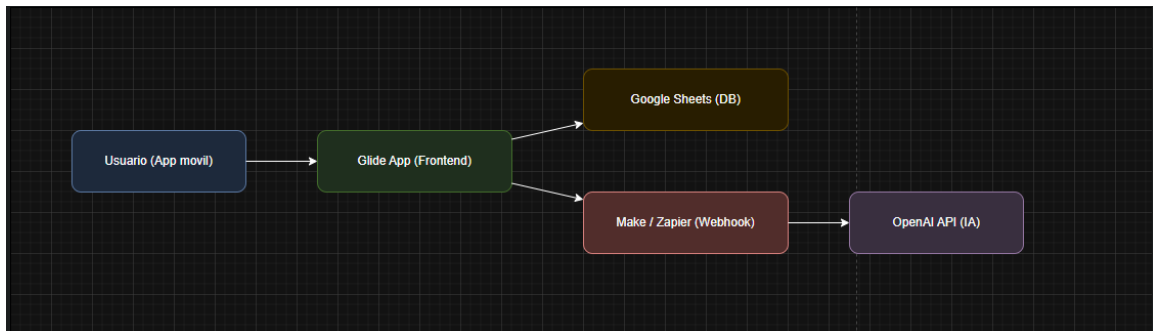 Google Sheets (DB)
Usuario (App movil)
Glide App (Frontend)
Make / Zapier (Webhook)
OpenAI API (IA)